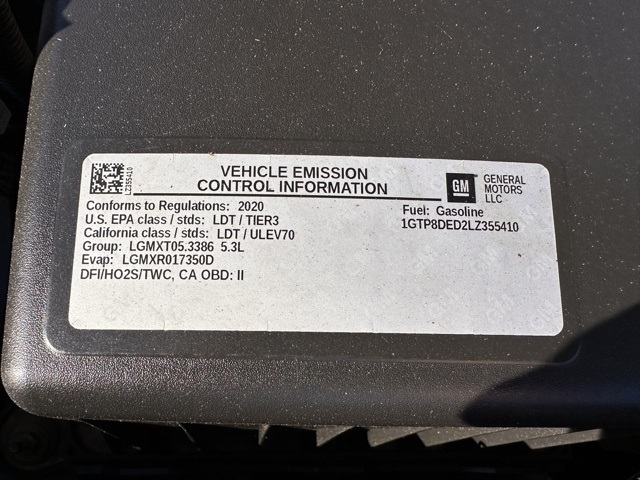 LZ355410
VEHICLE EMISSION
CONTROL INFORMATION
GM
GENERAL
MOTORS
LLC
Conforms to Regulations: 2020
U.S. EPA class / stds: LDT / TIER3
California class / stds: LDT / ULEV70
Group: LGMXT05.3386 5.3L
Evap: LGMXR017350D
DFI/HO2S/TWC, CA OBD: II
Fuel: Gasoline
1GTP8DED2LZ355410